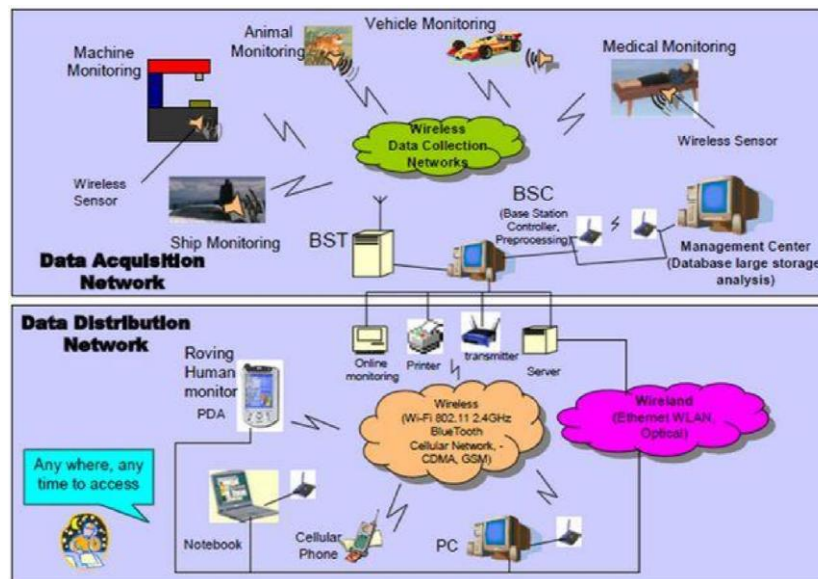 Machine
Monitoring
Animal
Monitoring
Vehicle Monitoring
Medical Monitoring
Wireless
Data Collection
Networks
Wireless Sensor
Wireless
Sensor
Ship Monitoring
BST
BSC
(Base Station
Controller,
Preprocessing)
Management Center
(Database large storage,
analysis)
Data Acquisition
Network
Data Distribution
Network
Online
monitoring
Printer
transmitter
Server
Roving
Human
monitor
PDA
Wireless
(Wi-Fi 802.11 2.4GHz
BlueTooth
Cellular Network, -
CDMA, GSM)
Wireland
(Ethernet WLAN,
Optical)
Any where, any
time to access
Notebook
Cellular
Phone
PC